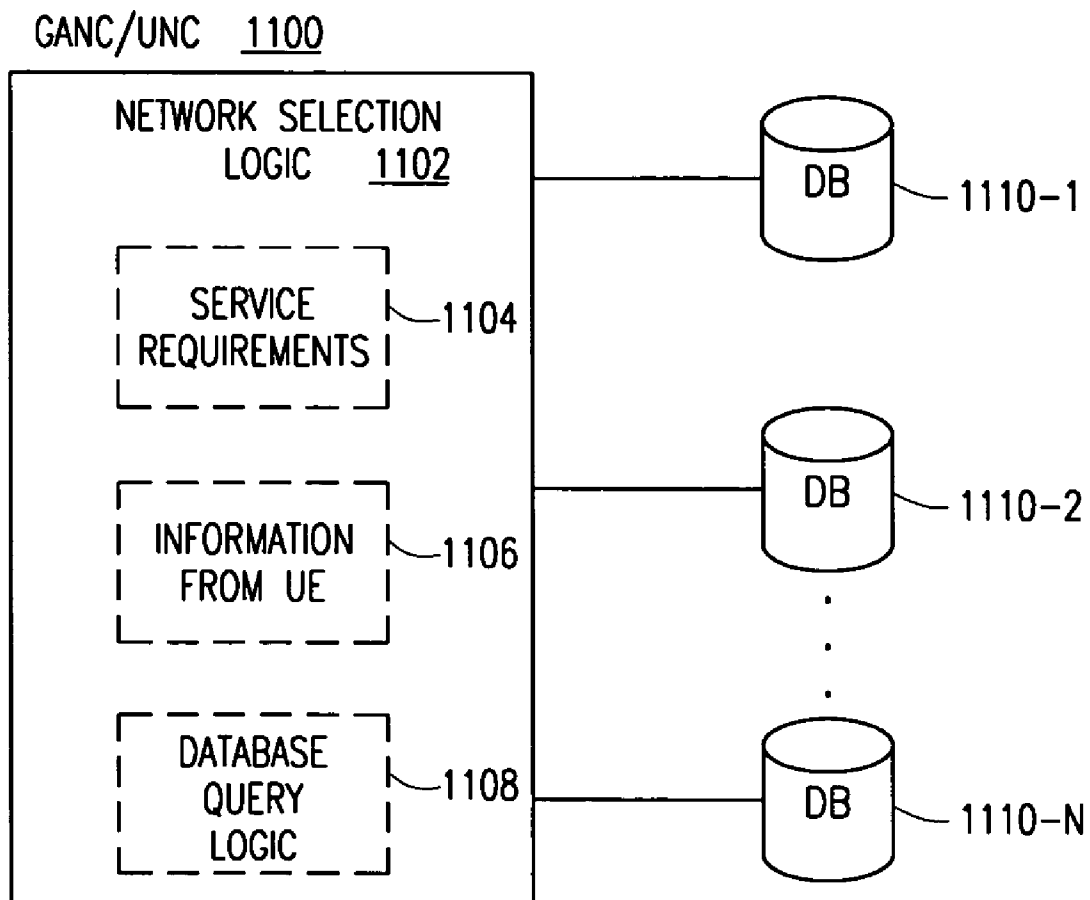 GANC/UNC 1100
NETWORK SELECTION
LOGIC 1102
SERVICE
REQUIREMENTS
1104
INFORMATION
FROM UE
1106
DATABASE
QUERY
LOGIC
1108
DB
1110-1
DB
1110-2
DB
1110-N